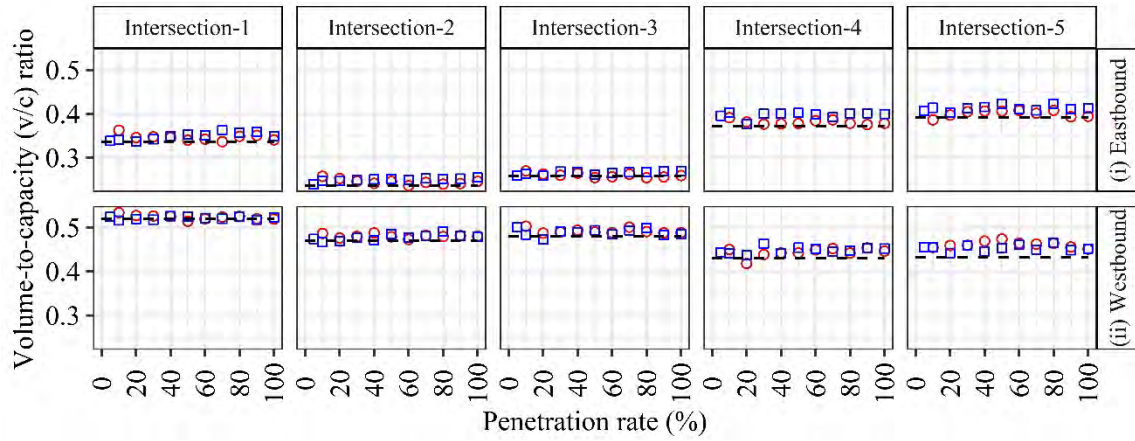 Intersection-1 Intersection-2 Intersection-3 Intersection-4 Intersection-5
Volume-to-capacity (v/c) ratio
0.5
0.4
0.3
(i) Eastbound
0.5
0.4
0.3
(ii) Westbound
0 20 40 60 80 100 0 20 40 60 80 100 0 20 40 60 80 100 0 20 40 60 80 100 0 20 40 60 80 100
Penetration rate (%)